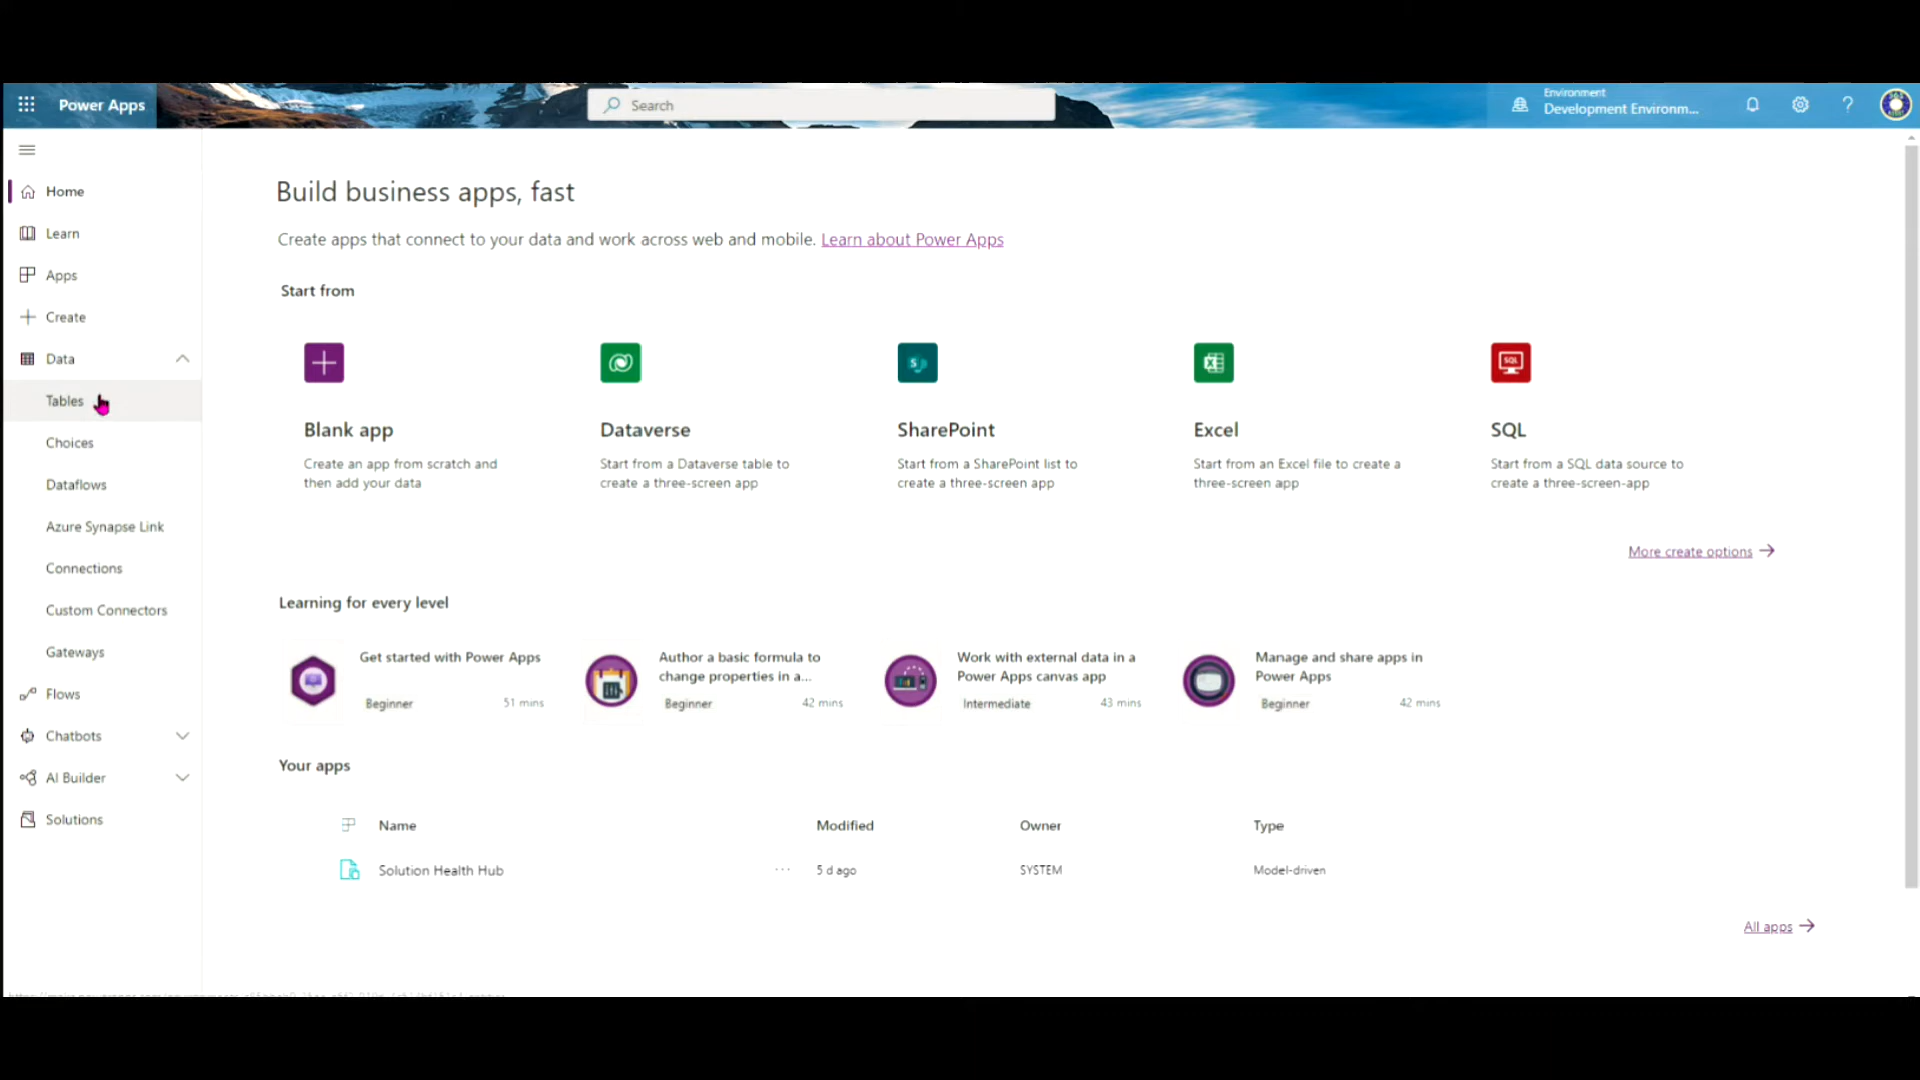 Power Apps
Search
Environment
Development Environm...
?
Home
Learn
Apps
Create
Data
Tables
Choices
Dataflows
Azure Synapse Link
Connections
Custom Connectors
Gateways
Flows
Chatbots
AI Builder
Solutions
Build business apps, fast
Create apps that connect to your data and work across web and mobile. Learn about Power Apps
Start from
Blank app
Create an app from scratch and
then add your data
Dataverse
Start from a Dataverse table to
create a three-screen app
SharePoint
Start from a SharePoint list to
create a three-screen app
Excel
Start from an Excel file to create a
three-screen app
SQL
SQL
Start from a SQL data source to
create a three-screen-app
More create options
Learning for every level
Get started with Power Apps
Beginner 51 mins
Author a basic formula to
change properties in a...
Beginner 42 mins
Work with external data in a
Power Apps canvas app
Intermediate 43 mins
Manage and share apps in
Power Apps
Beginner 42 mins
Your apps
Name Modified Owner Type
Solution Health Hub ... 5 d ago SYSTEM Model-driven
All apps